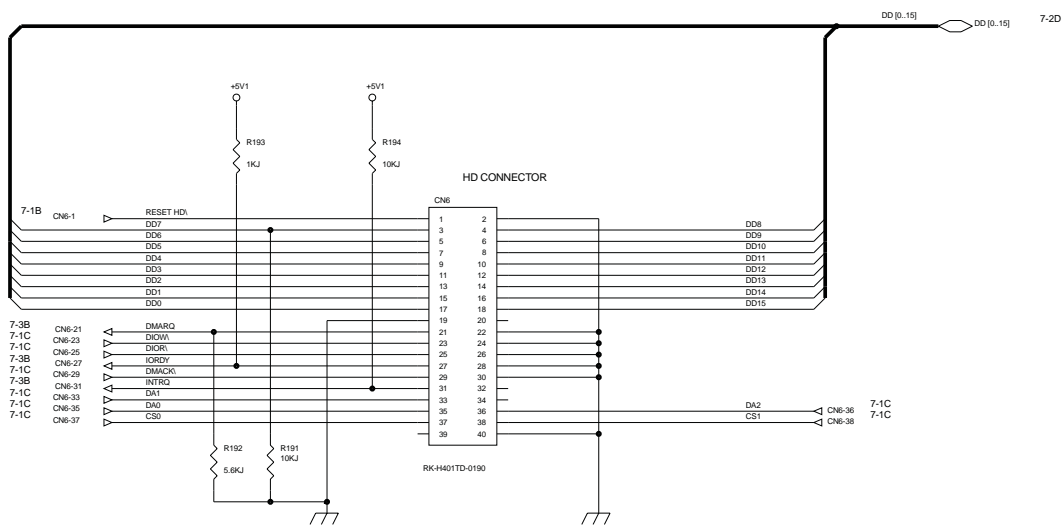 DD [0..15]
DD [0..15]
7-2D
+5V1
+5V1
R193
1KJ
R194
10KJ
HD CONNECTOR
CN6
7-1B CN6-1 RESET HD\ 1 2
DD7 3 4 DD8
DD6 5 6 DD9
DD5 7 8 DD10
DD4 9 10 DD11
DD3 11 12 DD12
DD2 13 14 DD13
DD1 15 16 DD14
DD0 17 18 DD15
19 20
7-3B CN6-21 DMARQ 21 22
7-1C CN6-23 DIOW\ 23 24
7-1C CN6-25 DIOR\ 25 26
7-3B CN6-27 IORDY 27 28
7-1C CN6-29 DMACK\ 29 30
7-3B CN6-31 INTRQ 31 32
7-1C CN6-33 DA1 33 34
7-1C CN6-35 DA0 35 36 DA2 CN6-36 7-1C
7-1C CN6-37 CS0 37 38 CS1 CN6-38 7-1C
39 40
R192
5.6KJ
R191
10KJ
RK-H401TD-0190